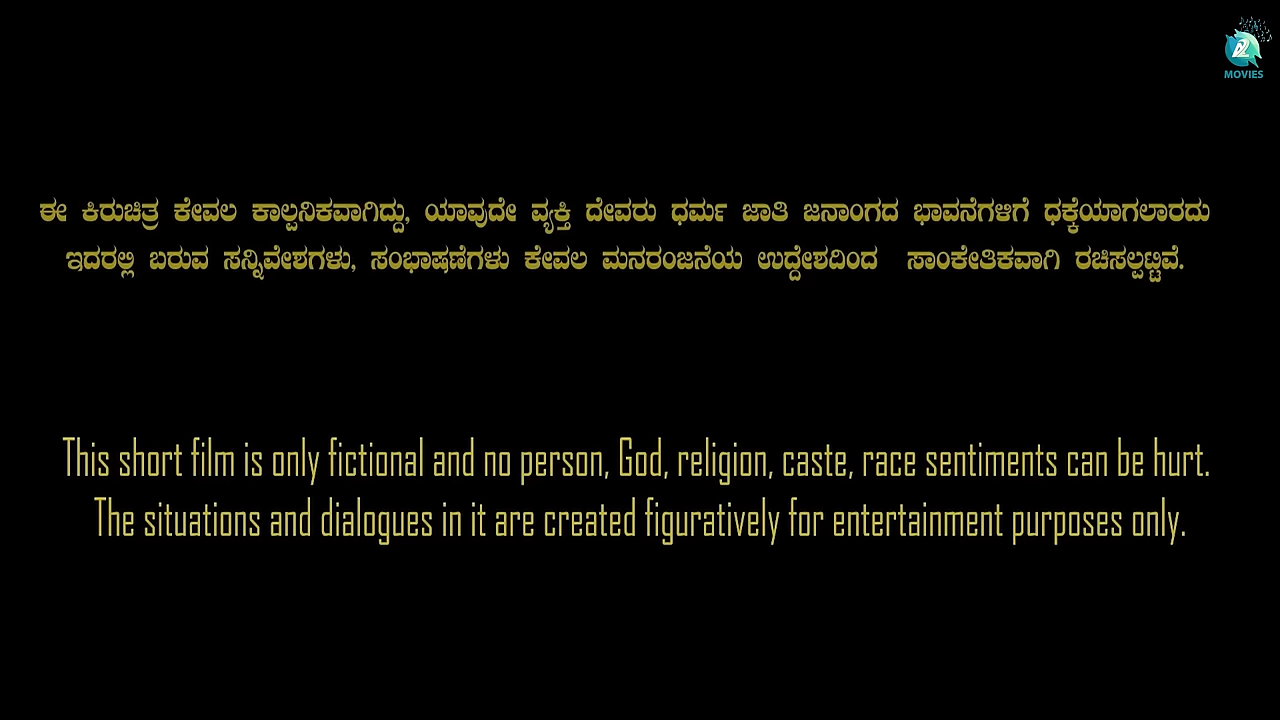 MOVIES
ಈ ಕಿರುಚಿತ್ರ ಕೇವಲ ಕಾಲ್ಪನಿಕವಾಗಿದ್ದು, ಯಾವುದೇ ವ್ಯಕ್ತಿ ದೇವರು ಧರ್ಮ ಜಾತಿ ಜನಾಂಗದ ಭಾವನೆಗಳಿಗೆ ಧಕ್ಕೆಯಾಗಲಾರದು
ಇದರಲ್ಲಿ ಬರುವ ಸನ್ನಿವೇಶಗಳು, ಸಂಭಾಷಣೆಗಳು ಕೇವಲ ಮನರಂಜನೆಯ ಉದ್ದೇಶದಿಂದ ಸಾಂಕೇತಿಕವಾಗಿ ರಚಿಸಲ್ಪಟ್ಟಿವೆ.
This short film is only fictional and no person, God, religion, caste, race sentiments can be hurt.
The situations and dialogues in it are created figuratively for entertainment purposes only.